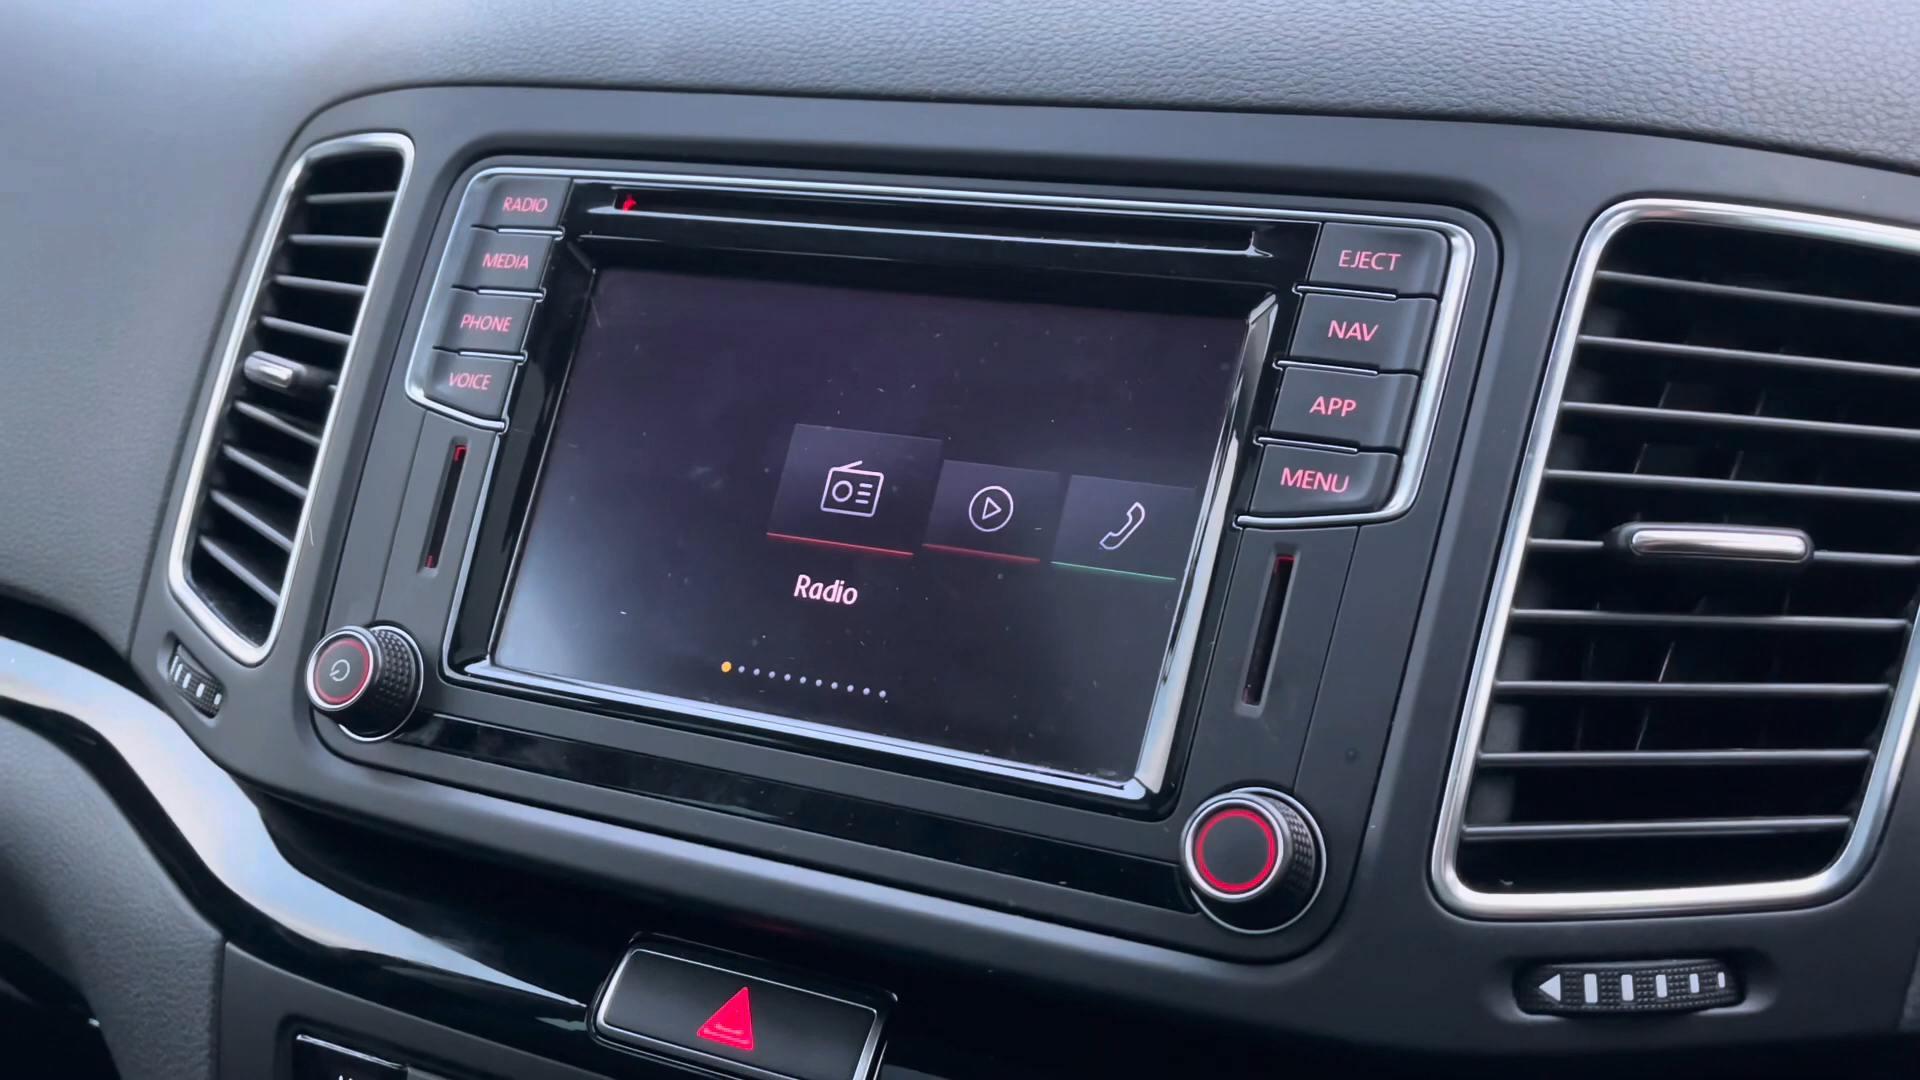 RADIO
MEDIA
PHONE
VOICE
EJECT
NAV
APP
MENU
Radio